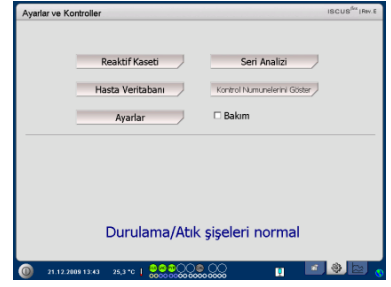 Ayarlar ve Kontroller
ISCUSflex | Rev.6
Reaktif Kaseti
Seri Analizi
Hasta Veritabanı
Kontrol Numunelerini Göster
Ayarlar
Bakım
Durulama/Atık şişeleri normal
21.12.2009 13:43 25,3 °C